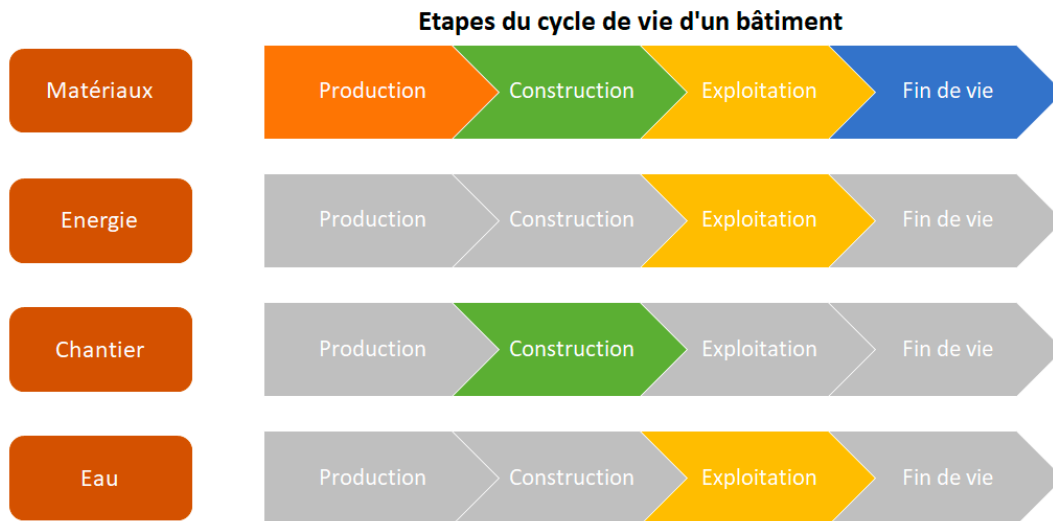 Etapes du cycle de vie d'un bâtiment
Matériaux
Production
Construction
Exploitation
Fin de vie
Energie
Production
Construction
Exploitation
Fin de vie
Chantier
Production
Construction
Exploitation
Fin de vie
Eau
Production
Construction
Exploitation
Fin de vie